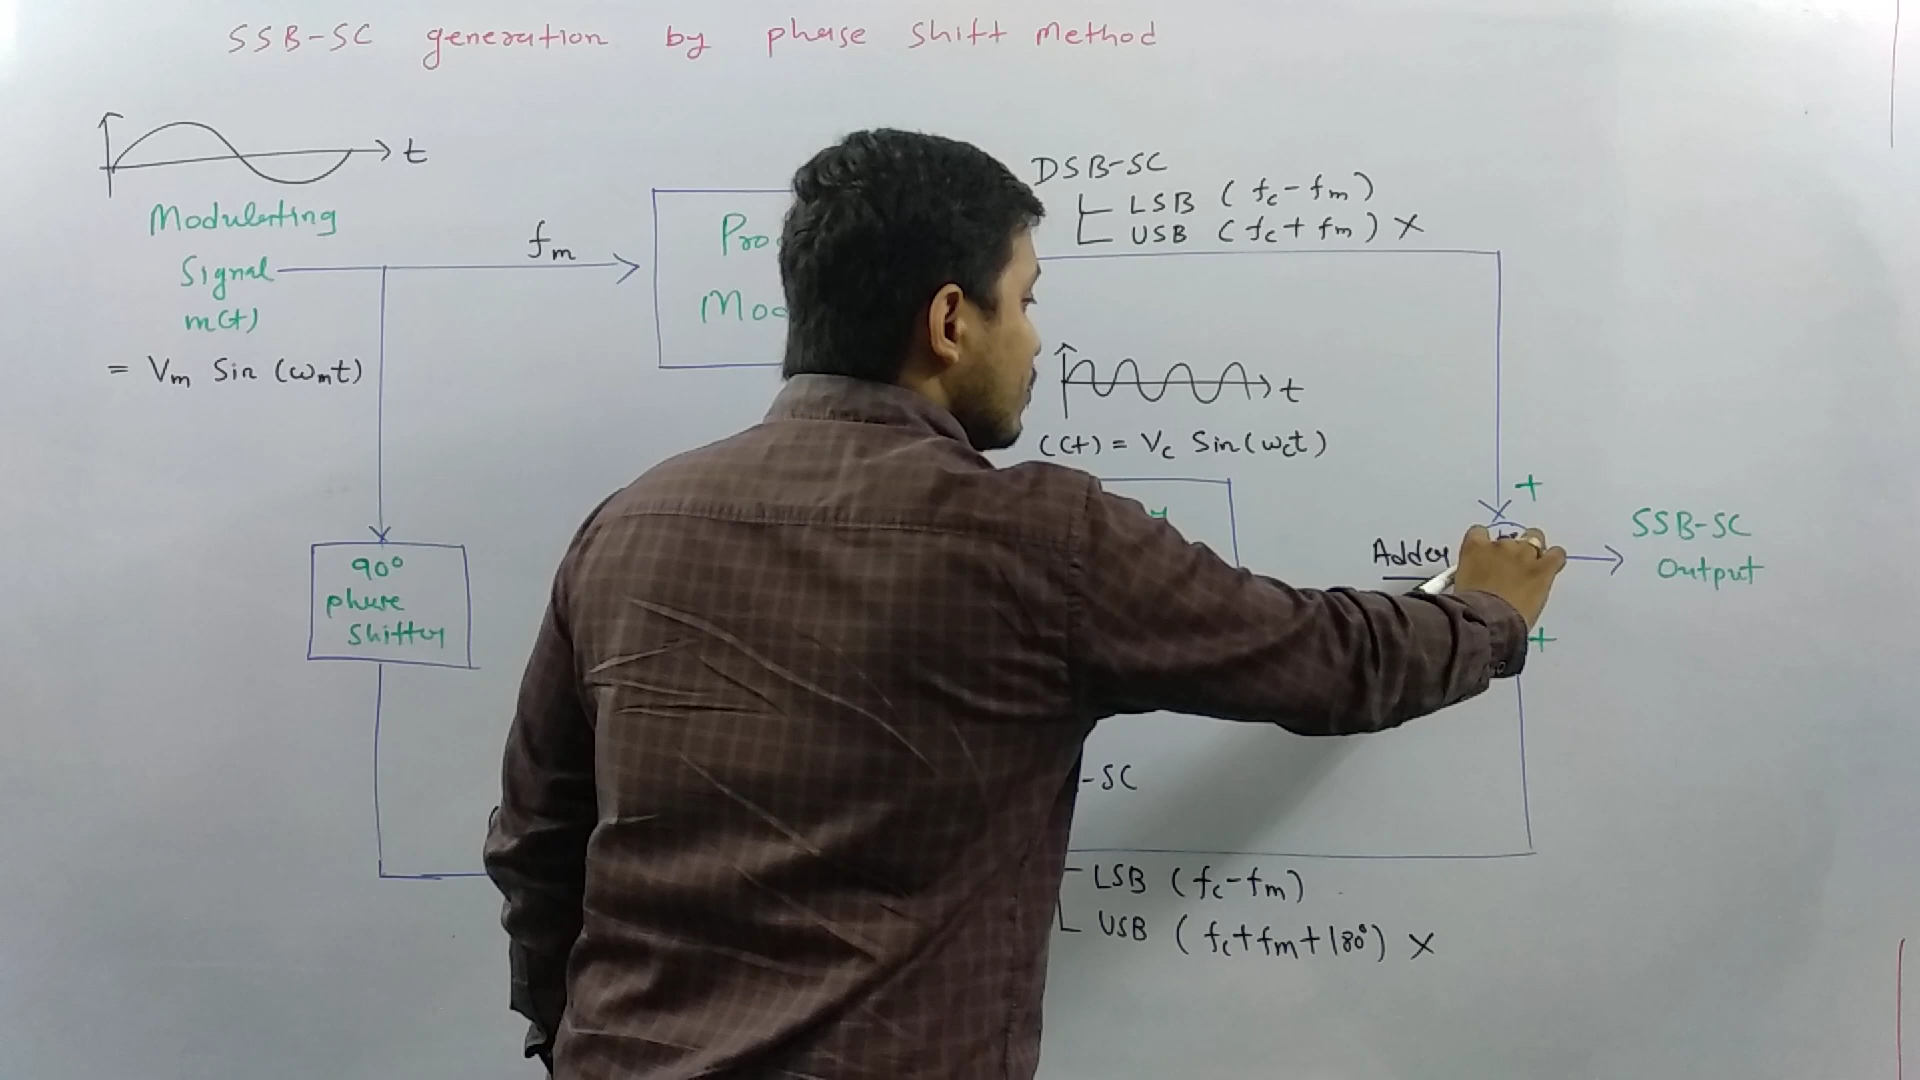 SSB-SC generation by phase shift method
t
Modulating
Signal
m(t)
= Vm Sin (ωmt)
fm
DSB-SC
LSB (fc-fm)
USB (fc+fm) X
t
c(t) = Vc Sin(ωct)
+
Adder
+
SSB-SC
Output
90°
phase
Shifter
-SC
LSB (fc-fm)
USB (fc+fm+180°) X